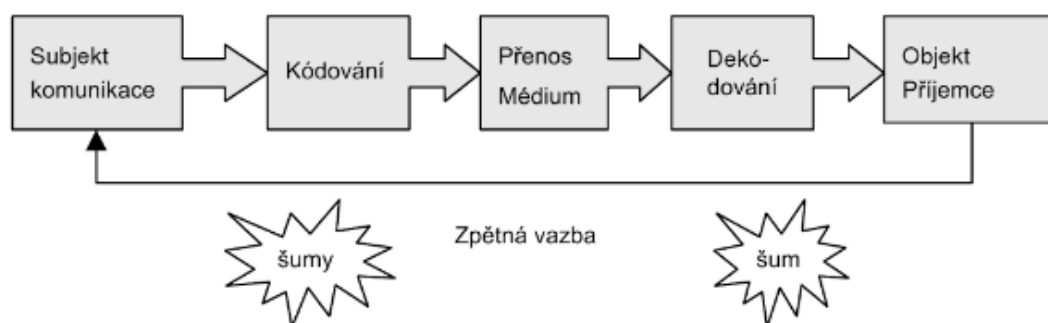 Subjekt
komunikace
Kódování
Přenos
Médium
Dekó-
dování
Objekt
Příjemce
Zpětná vazba
šumy
šum